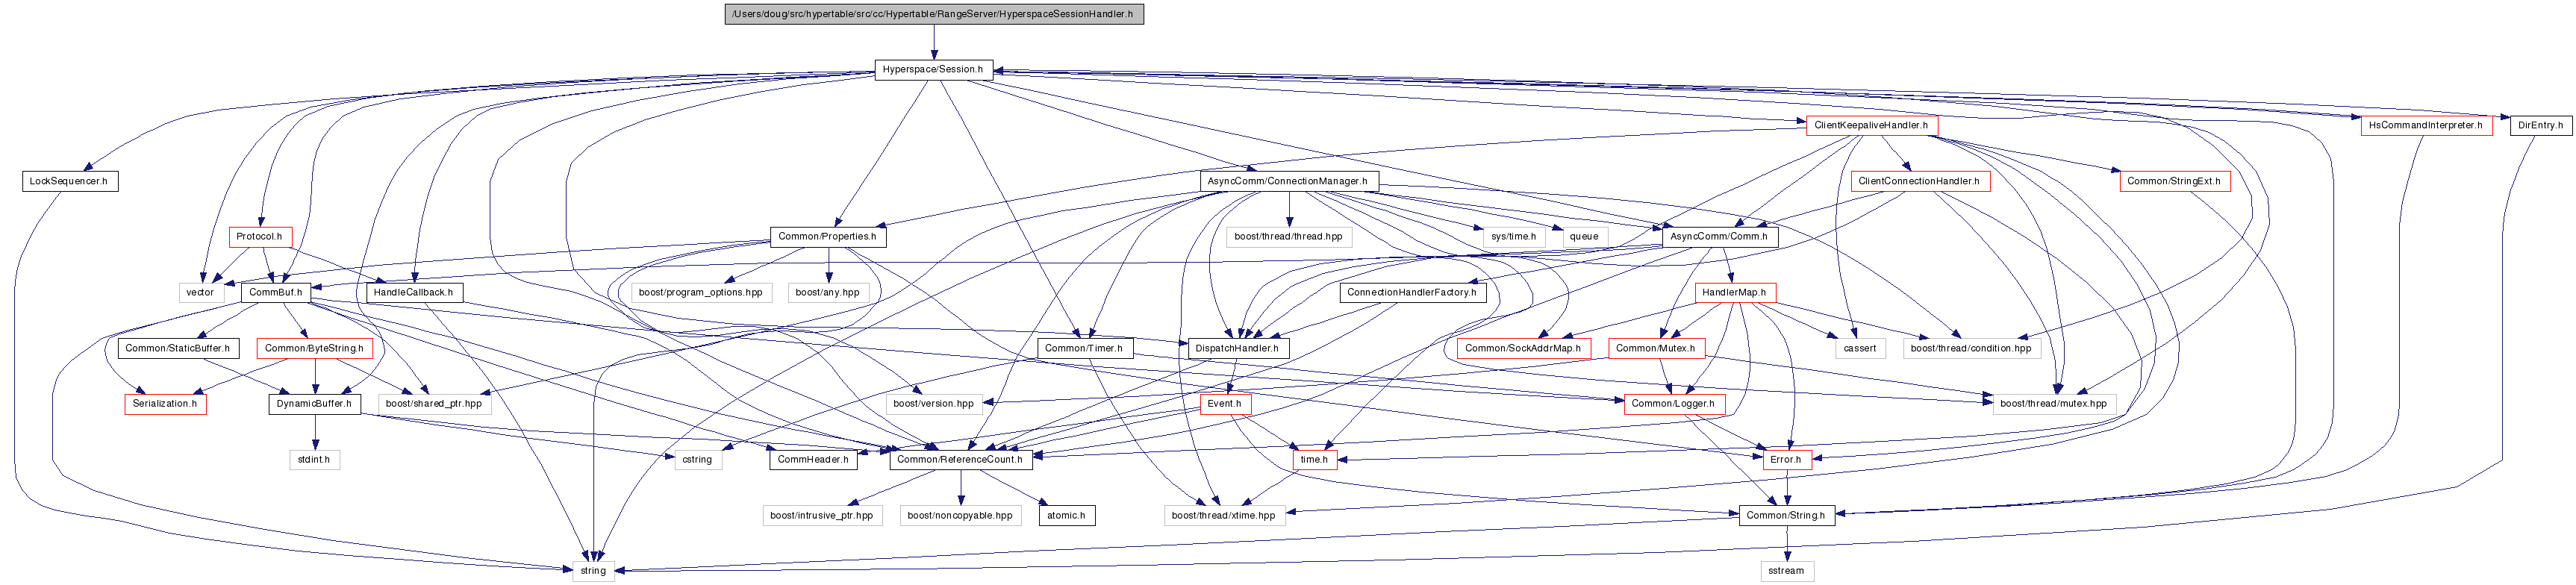 /Users/doug/src/hypertable/src/cc/Hypertable/RangeServer/HyperspaceSessionHandler.h
Hyperspace/Session.h
ClientKeepaliveHandler.h
HsCommandInterpreter.h
DirEntry.h
LockSequencer.h
AsyncComm/ConnectionManager.h
ClientConnectionHandler.h
Common/StringExt.h
Protocol.h
Common/Properties.h
boost/thread/thread.hpp
sys/time.h
queue
AsyncComm/Comm.h
vector
CommBuf.h
HandleCallback.h
boost/program_options.hpp
boost/any.hpp
ConnectionHandlerFactory.h
HandlerMap.h
Common/StaticBuffer.h
Common/ByteString.h
Common/Timer.h
DispatchHandler.h
Common/SockAddrMap.h
Common/Mutex.h
cassert
boost/thread/condition.hpp
Serialization.h
DynamicBuffer.h
boost/shared_ptr.hpp
boost/version.hpp
Event.h
Common/Logger.h
boost/thread/mutex.hpp
stdint.h
cstring
CommHeader.h
Common/ReferenceCount.h
time.h
Error.h
boost/intrusive_ptr.hpp
boost/noncopyable.hpp
atomic.h
boost/thread/xtime.hpp
Common/String.h
string
sstream